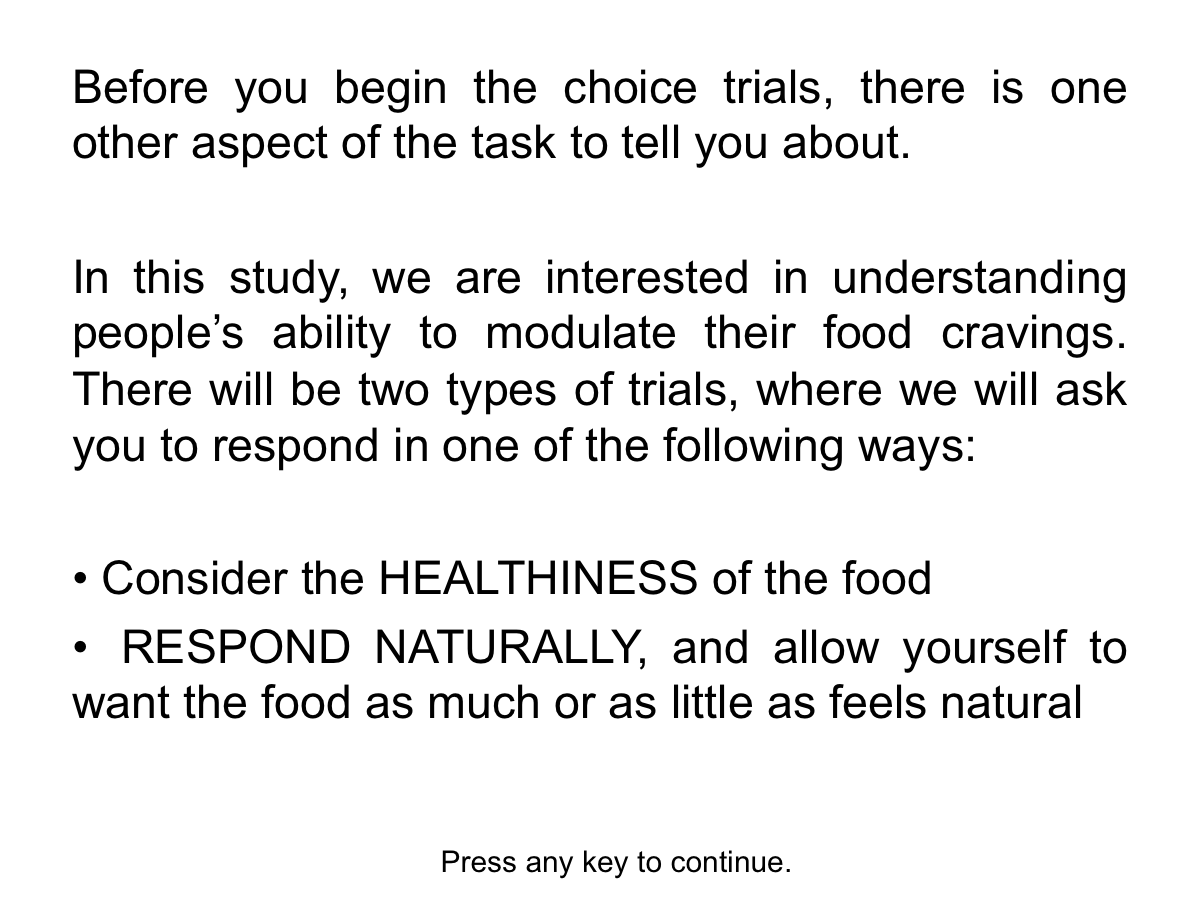 Before you begin the choice trials, there is one
other aspect of the task to tell you about.
In this study, we are interested in understanding
people’s ability to modulate their food cravings.
There will be two types of trials, where we will ask
you to respond in one of the following ways:
• Consider the HEALTHINESS of the food
• RESPOND NATURALLY, and allow yourself to
want the food as much or as little as feels natural
Press any key to continue.